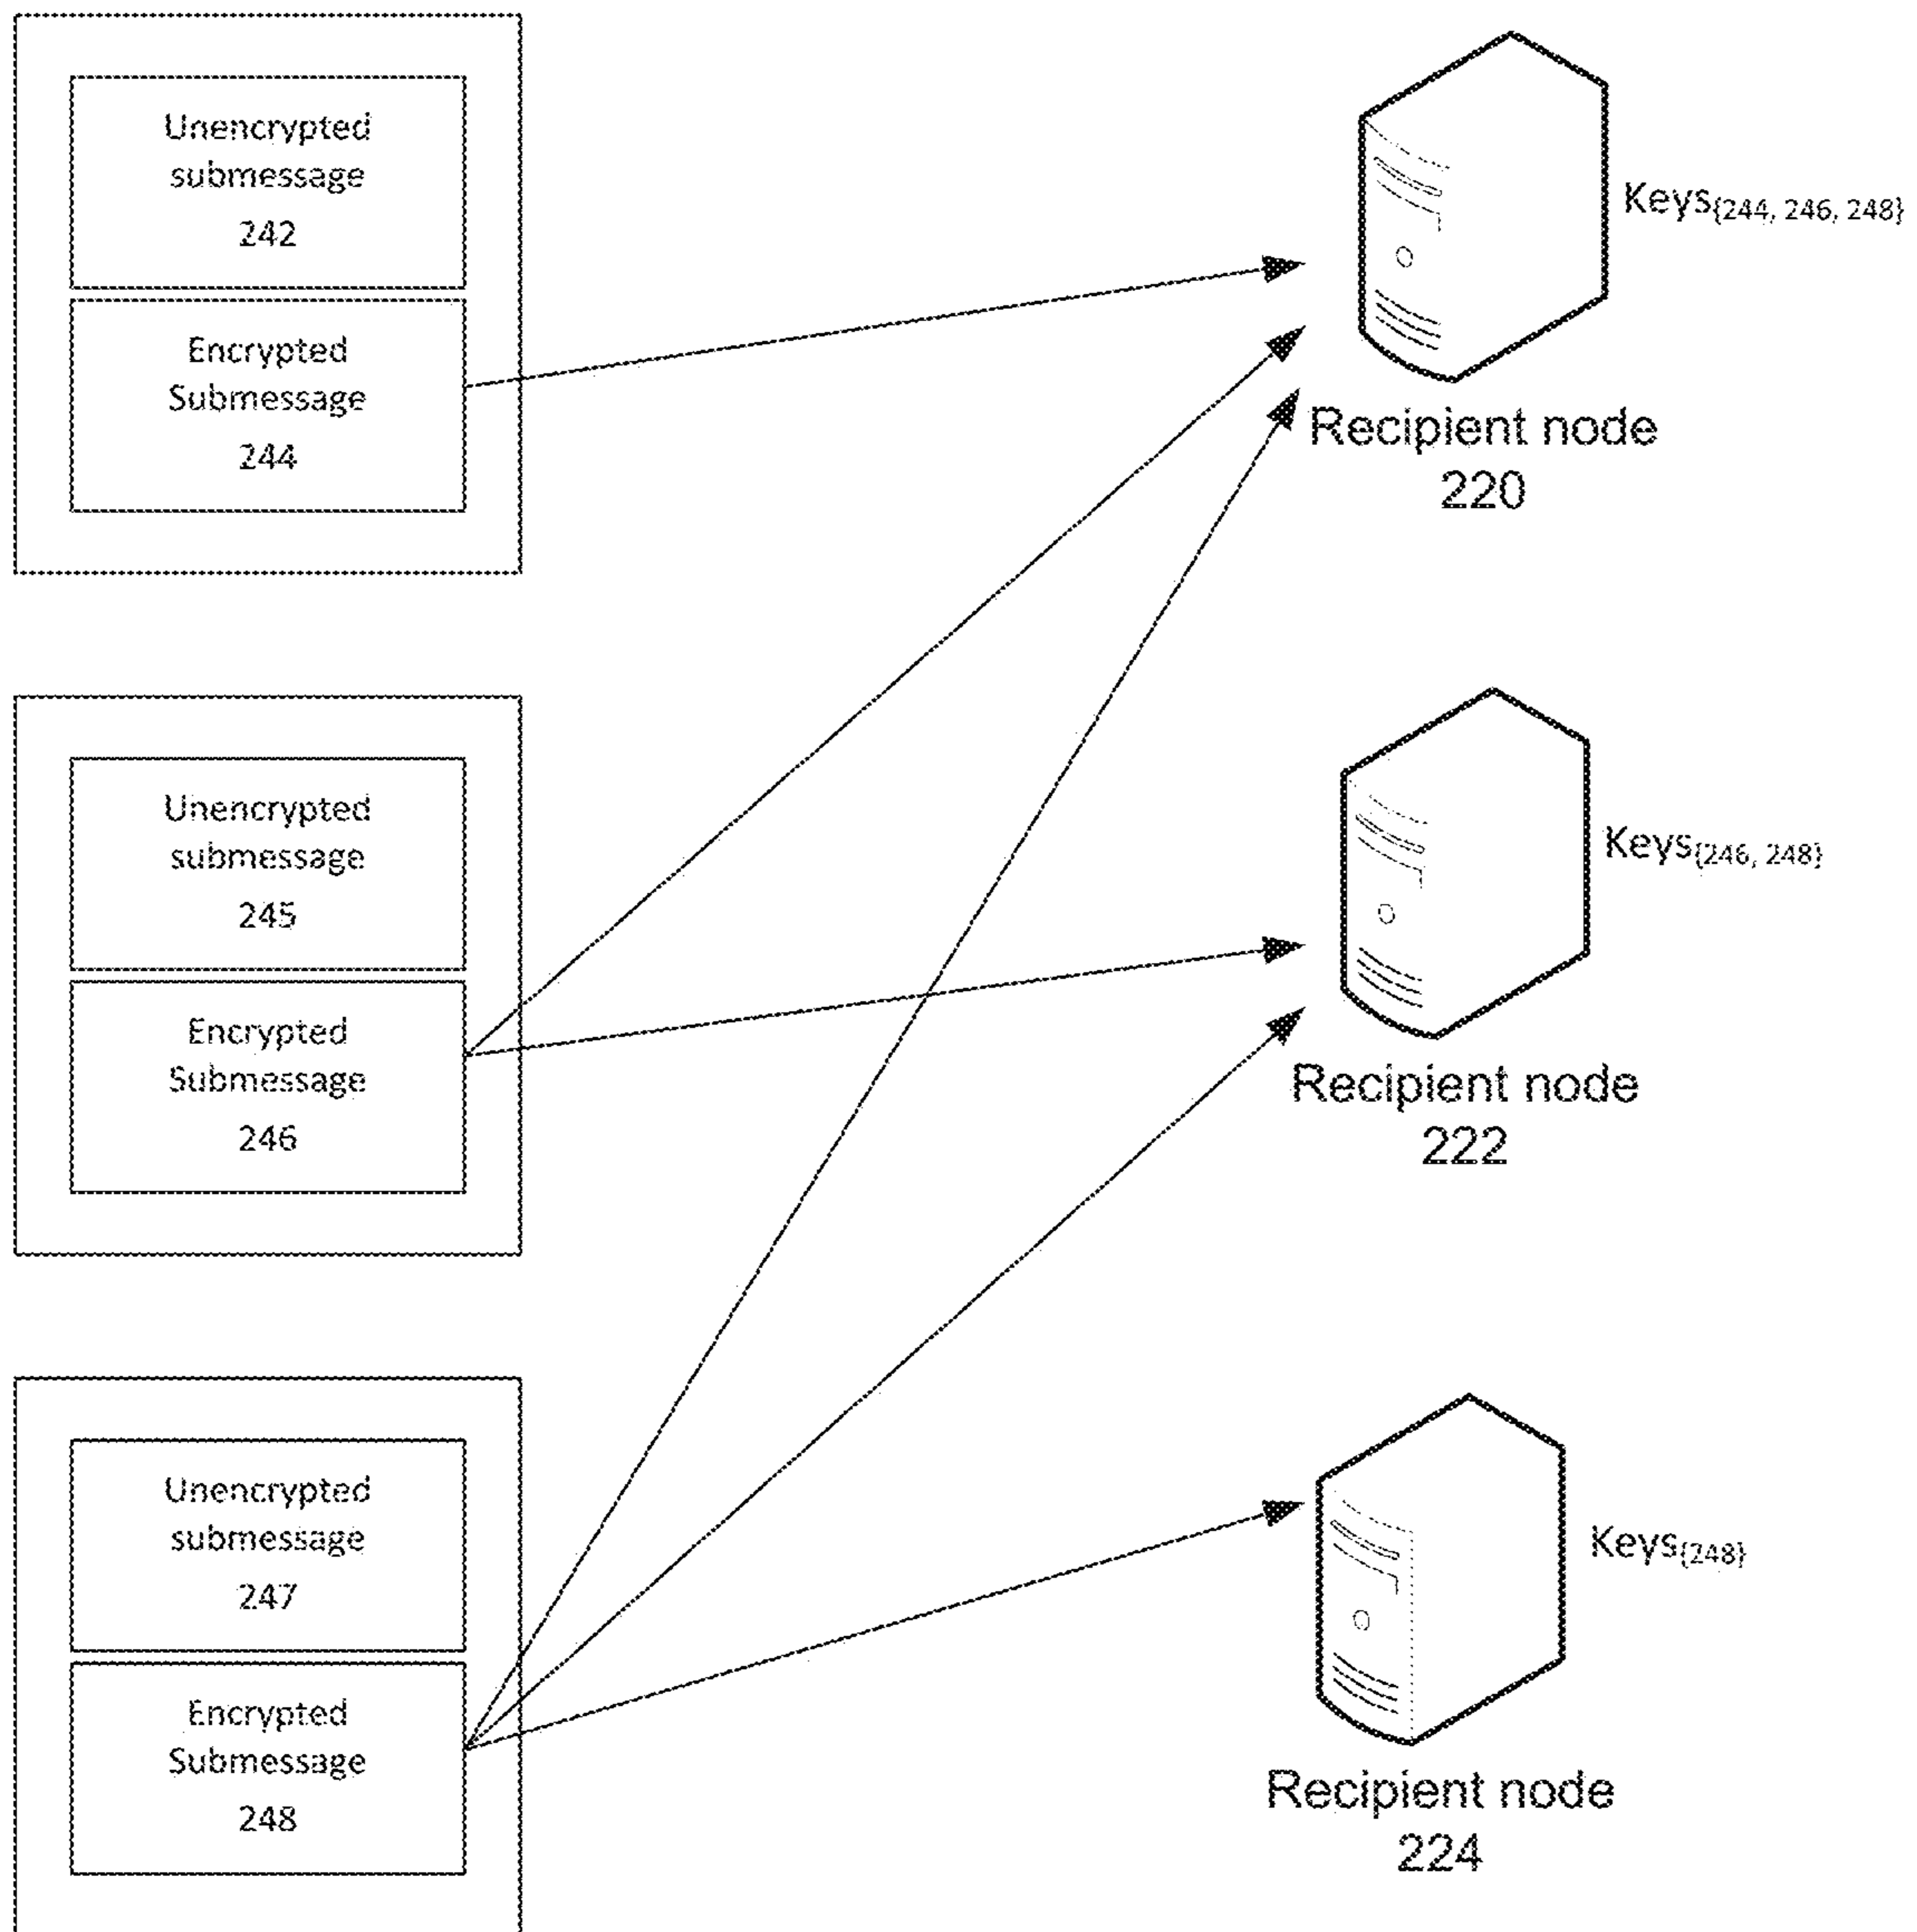 Unencrypted
submessage
242
Encrypted
Submessage
244
Keys{244, 246, 248}
Recipient node
220
Unencrypted
submessage
245
Encrypted
Submessage
246
Keys{246, 248}
Recipient node
222
Unencrypted
submessage
247
Encrypted
Submessage
248
Keys{248}
Recipient node
224